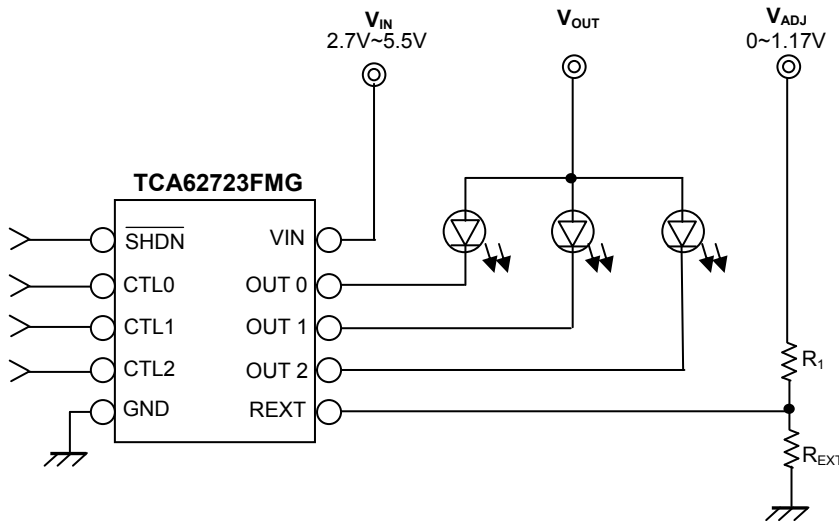 VIN
2.7V~5.5V
VOUT
VADJ
0~1.17V
TCA62723FMG
SHDN
VIN
CTL0
OUT 0
CTL1
OUT 1
CTL2
OUT 2
GND
REXT
R1
REXT